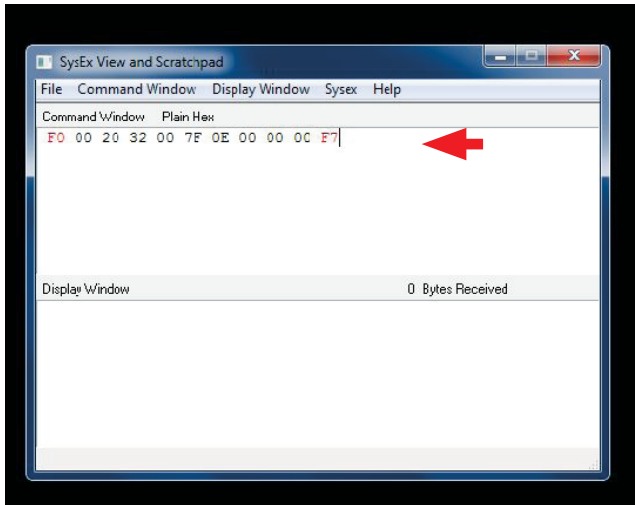 SysEx View and Scratchpad
File Command Window Display Window Sysex Help
Command Window Plain Hex
F0 00 20 32 00 7F 0E 00 00 00 F7
Display Window 0 Bytes Received